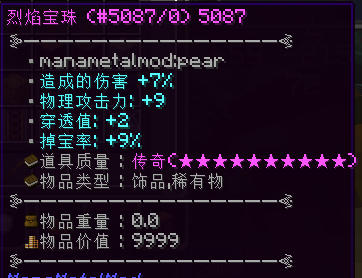 烈焰宝珠 (#5087/0) 5087
manametalmod:pear
造成的伤害 +7%
物理攻击力: +9
穿透值: +2
掉宝率: +9%
道具质量 : 传奇(★★★★★★★★★★)
物品类型 : 饰品,稀有物
物品重量 : 0.0
物品价值 : 9999
ManaMetalMod